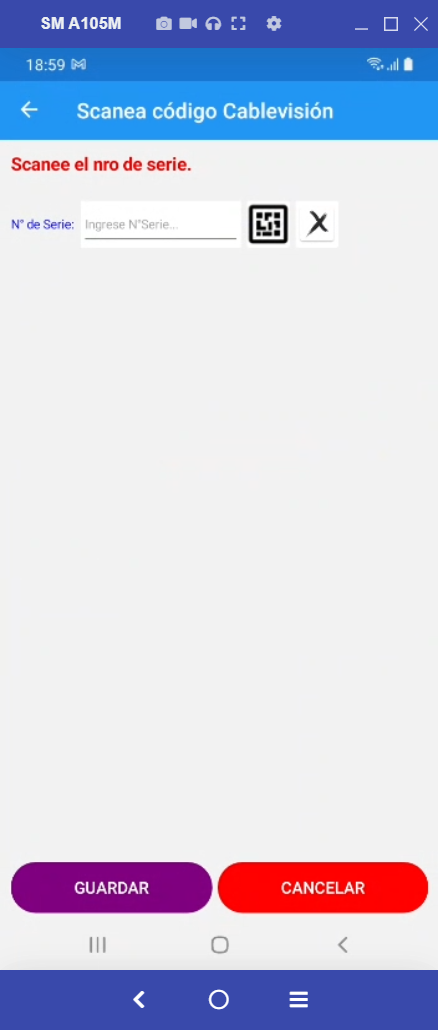 SM A105M
18:59
Scanea código Cablevisión
Scanee el nro de serie.
N° de Serie: Ingrese N°Serie...
GUARDAR CANCELAR